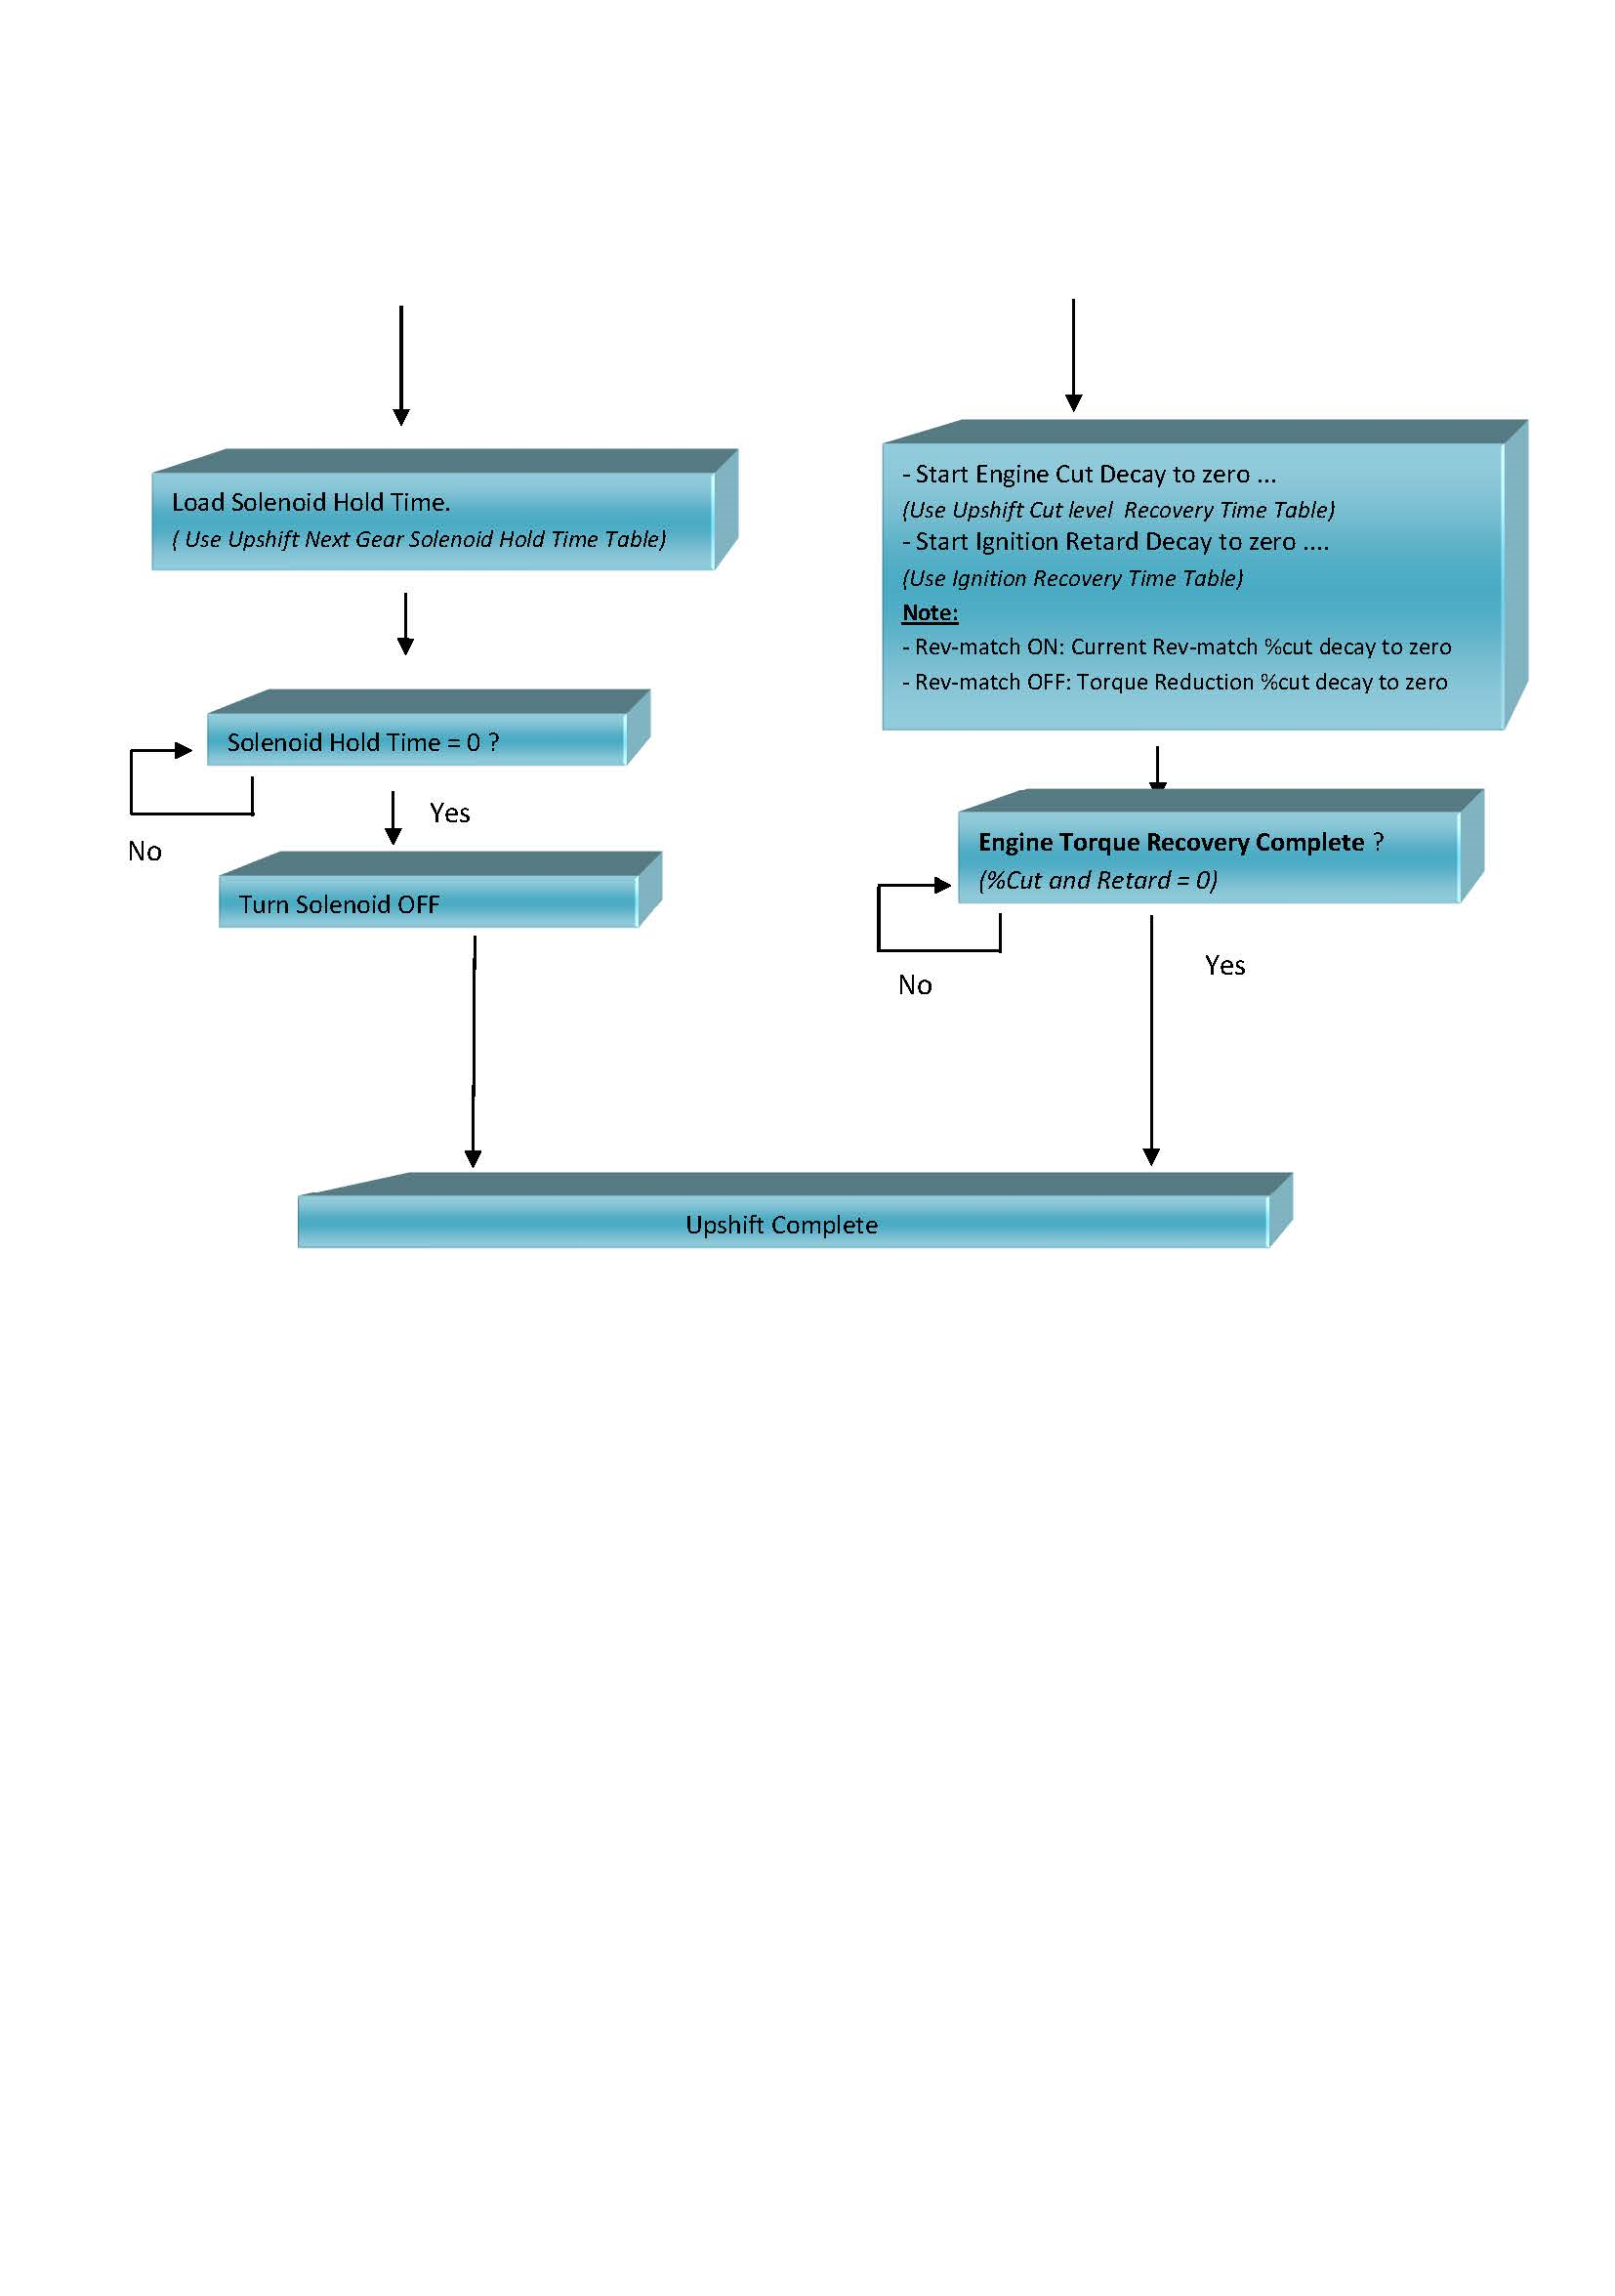 Load Solenoid Hold Time.
( Use Upshift Next Gear Solenoid Hold Time Table)
Solenoid Hold Time = 0 ?
Yes
No
Turn Solenoid OFF
- Start Engine Cut Decay to zero ...
(Use Upshift Cut level  Recovery Time Table)
- Start Ignition Retard Decay to zero ....
(Use Ignition Recovery Time Table)
Note:
- Rev-match ON: Current Rev-match %cut decay to zero
- Rev-match OFF: Torque Reduction %cut decay to zero
Engine Torque Recovery Complete ?
(%Cut and Retard = 0)
Yes
No
Upshift Complete